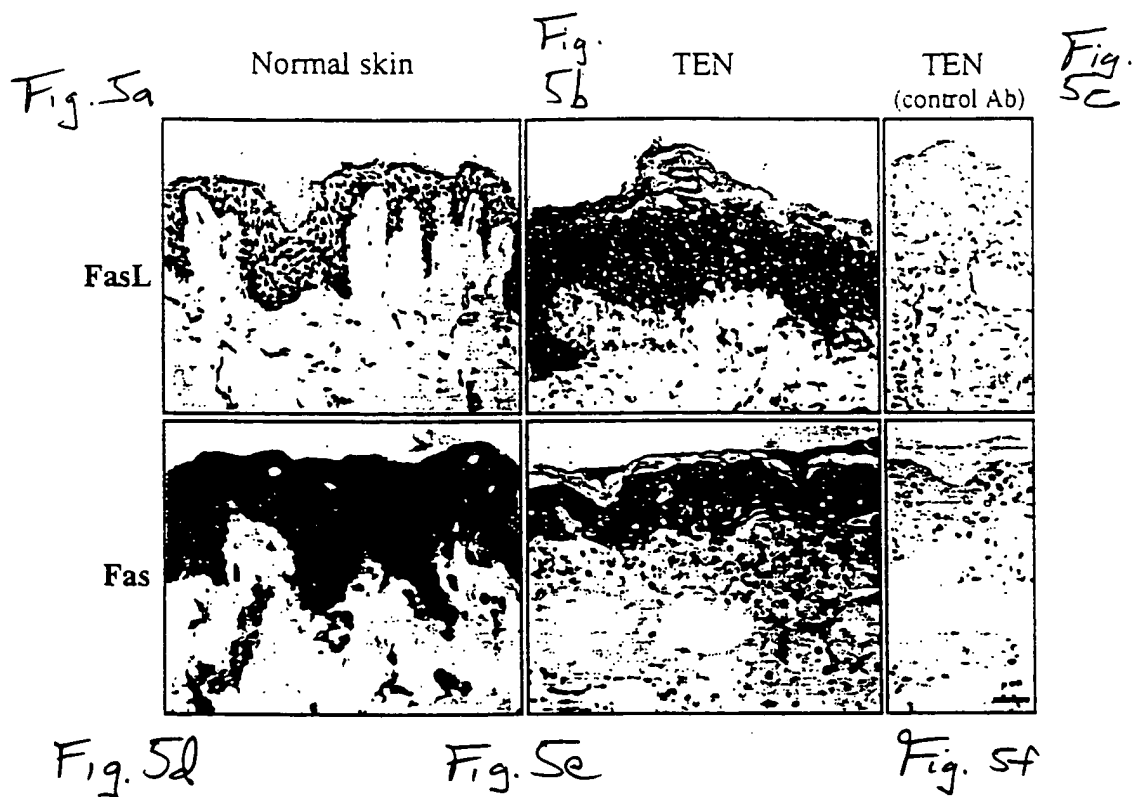 Fig. 5a
Normal skin
Fig.
5b
TEN
TEN
(control Ab)
Fig.
5c
FasL
Fas
Fig. 5d
Fig. 5e
Fig. 5f